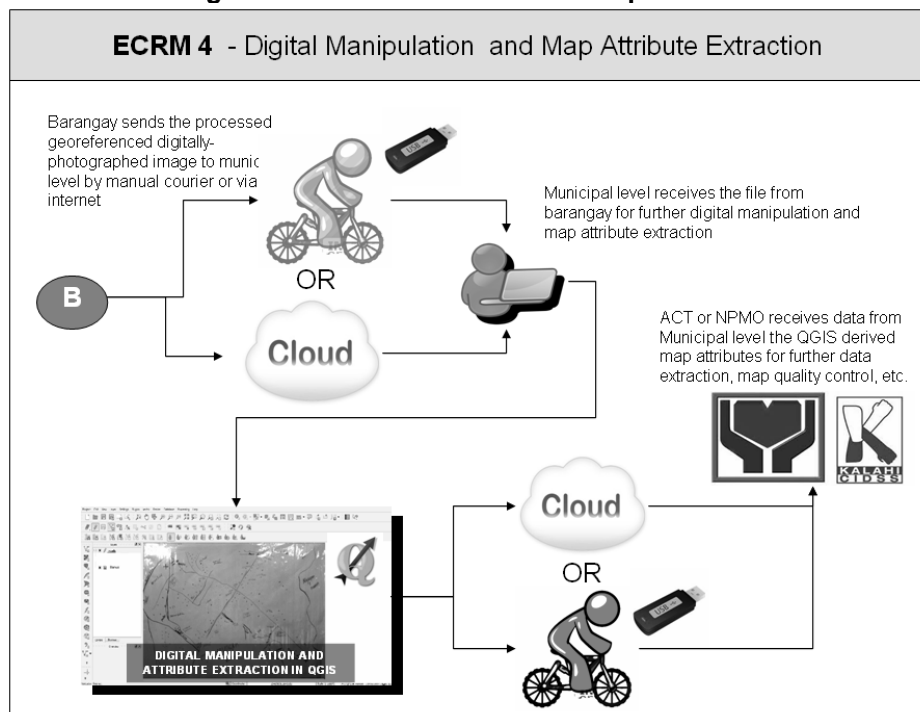 ECRM 4 - Digital Manipulation and Map Attribute Extraction
Barangay sends the processed
georeferenced digitally-
photographed image to munic
level by manual courier or via
internet
USB
Municipal level receives the file from
barangay for further digital manipulation and
map attribute extraction
OR
B
Cloud
ACT or NPMO receives data from
Municipal level the QGIS derived
map attributes for further data
extraction, map quality control, etc.
KALAHI
CIDSS
Cloud
OR
USB
DIGITAL MANIPULATION AND
ATTRIBUTE EXTRACTION IN QGIS